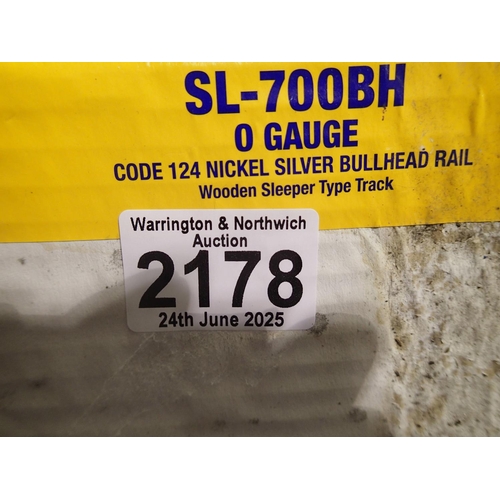 SL-700BH
O GAUGE
CODE 124 NICKEL SILVER BULLHEAD RAIL
Wooden Sleeper Type Track
Warrington & Northwich
Auction
2178
24th June 2025